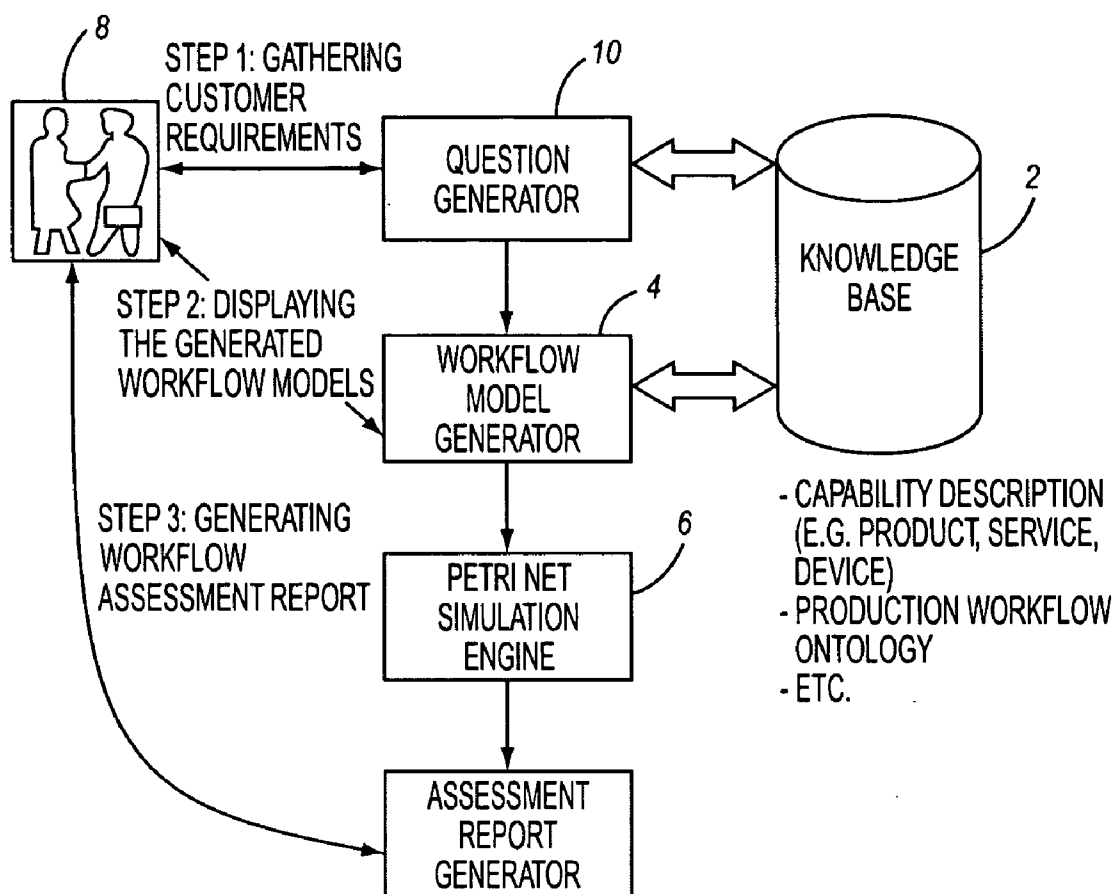 8
STEP 1: GATHERING
CUSTOMER
REQUIREMENTS
10
QUESTION
GENERATOR
2
KNOWLEDGE
BASE
STEP 2: DISPLAYING
THE GENERATED
WORKFLOW MODELS
4
WORKFLOW
MODEL
GENERATOR
- CAPABILITY DESCRIPTION
(E.G. PRODUCT, SERVICE,
DEVICE)
- PRODUCTION WORKFLOW
ONTOLOGY
- ETC.
STEP 3: GENERATING
WORKFLOW
ASSESSMENT REPORT
6
PETRI NET
SIMULATION
ENGINE
ASSESSMENT
REPORT
GENERATOR